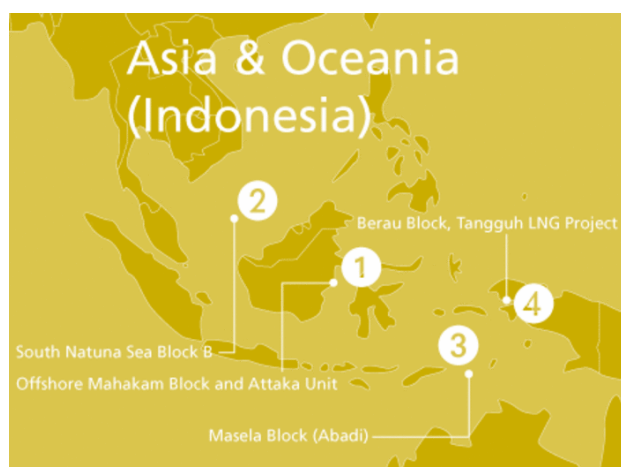 Asia & Oceania
(Indonesia)
2
Berau Block, Tangguh LNG Project
1
4
3
South Natuna Sea Block B
Offshore Mahakam Block and Attaka Unit
Masela Block (Abadi)